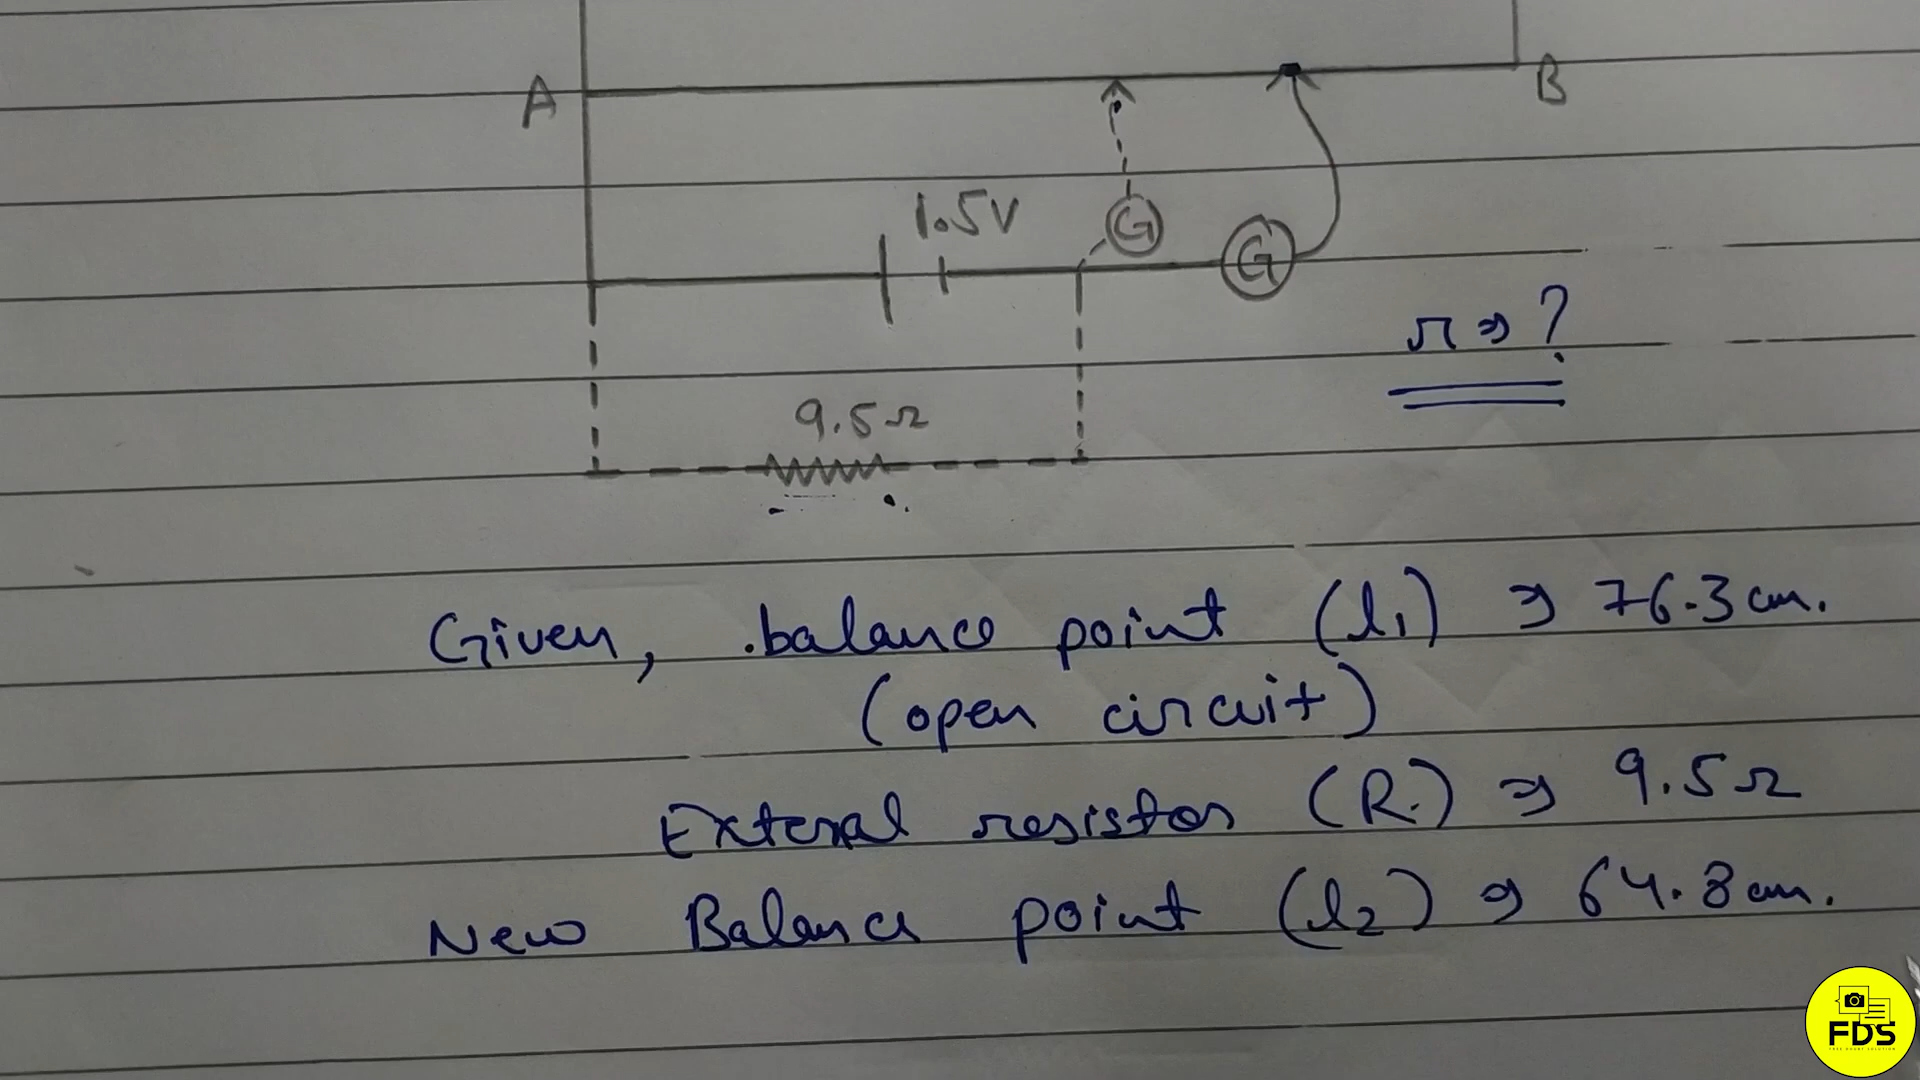 A
B
1.5V
G
G
r ⇒ ?
9.5Ω
Given, balance point (l₁) ⇒ 76.3 cm.
(open circuit)
External resistor (R) ⇒ 9.5Ω
New Balance point (l₂) ⇒ 64.8 cm.
FDS